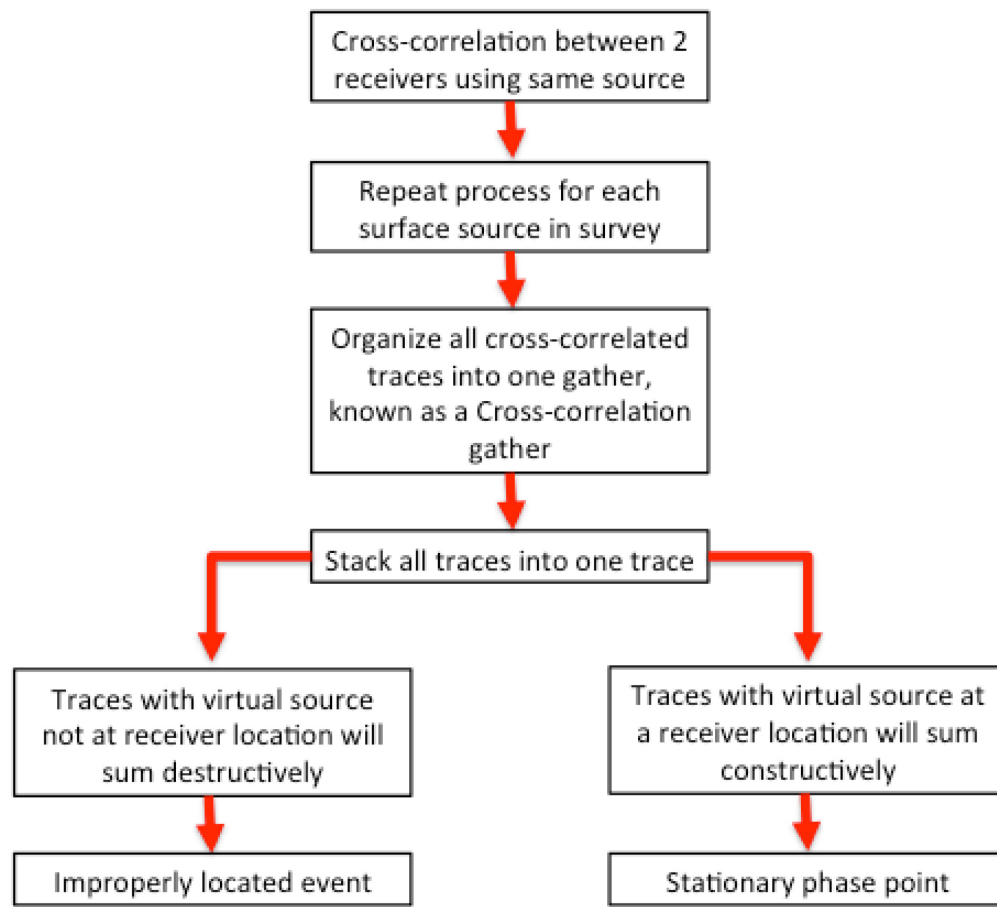 Cross-correlation between 2
receivers using same source
Repeat process for each
surface source in survey
Organize all cross-correlated
traces into one gather,
known as a Cross-correlation
gather
Stack all traces into one trace
Traces with virtual source
not at receiver location will
sum destructively
Traces with virtual source at
a receiver location will sum
constructively
Improperly located event
Stationary phase point